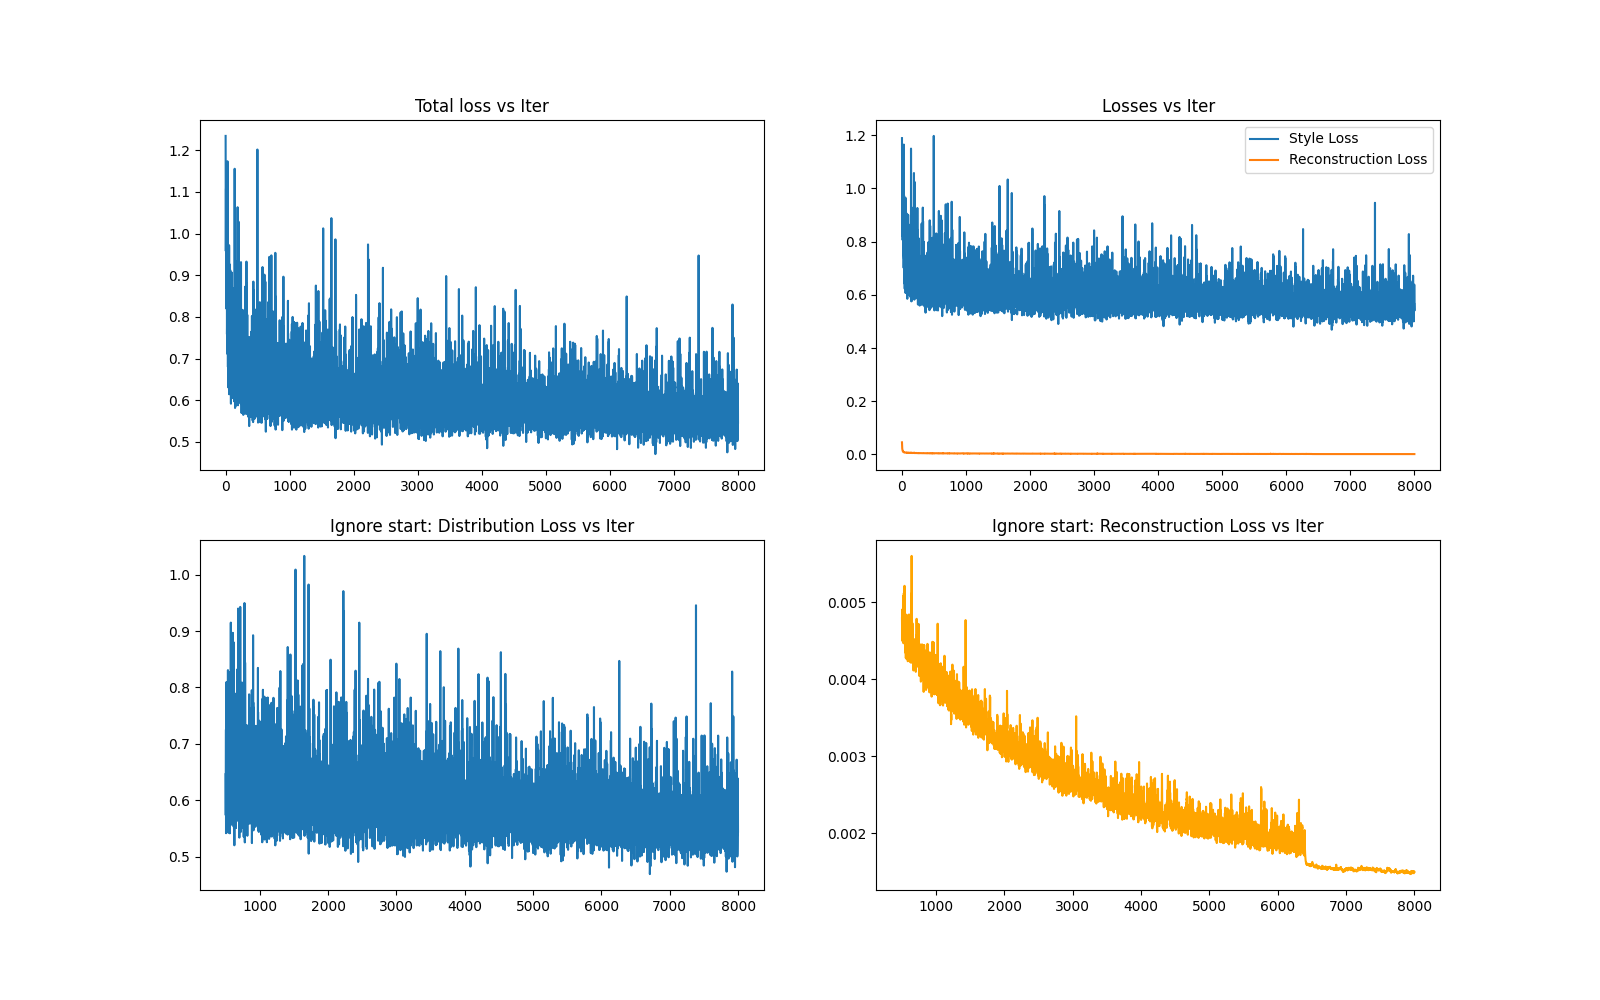 Total loss vs Iter
1.2
1.1
1.0
0.9
0.8
0.7
0.6
0.5
0 1000 2000 3000 4000 5000 6000 7000 8000
Losses vs Iter
Style Loss
Reconstruction Loss
1.2
1.0
0.8
0.6
0.4
0.2
0.0
0 1000 2000 3000 4000 5000 6000 7000 8000
Ignore start: Distribution Loss vs Iter
1.0
0.9
0.8
0.7
0.6
0.5
1000 2000 3000 4000 5000 6000 7000 8000
Ignore start: Reconstruction Loss vs Iter
0.005
0.004
0.003
0.002
1000 2000 3000 4000 5000 6000 7000 8000